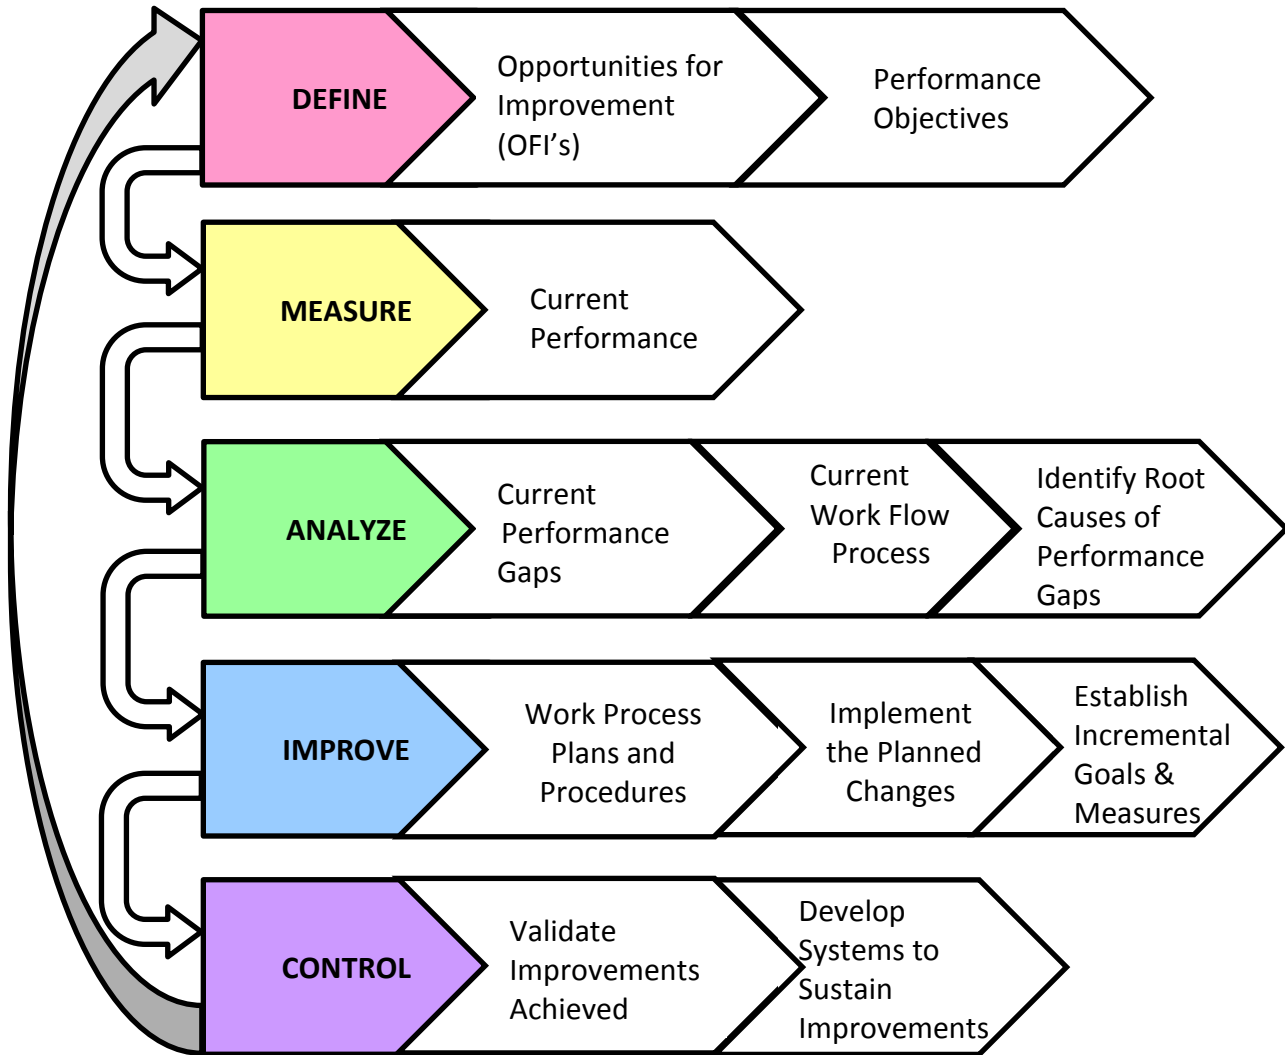 DEFINE
Opportunities for
Improvement
(OFI's)
Performance
Objectives
MEASURE
Current
Performance
ANALYZE
Current
Performance
Gaps
Current
Work Flow
Process
Identify Root
Causes of
Performance
Gaps
IMPROVE
Work Process
Plans and
Procedures
Implement
the Planned
Changes
Establish
Incremental
Goals &
Measures
CONTROL
Validate
Improvements
Achieved
Develop
Systems to
Sustain
Improvements